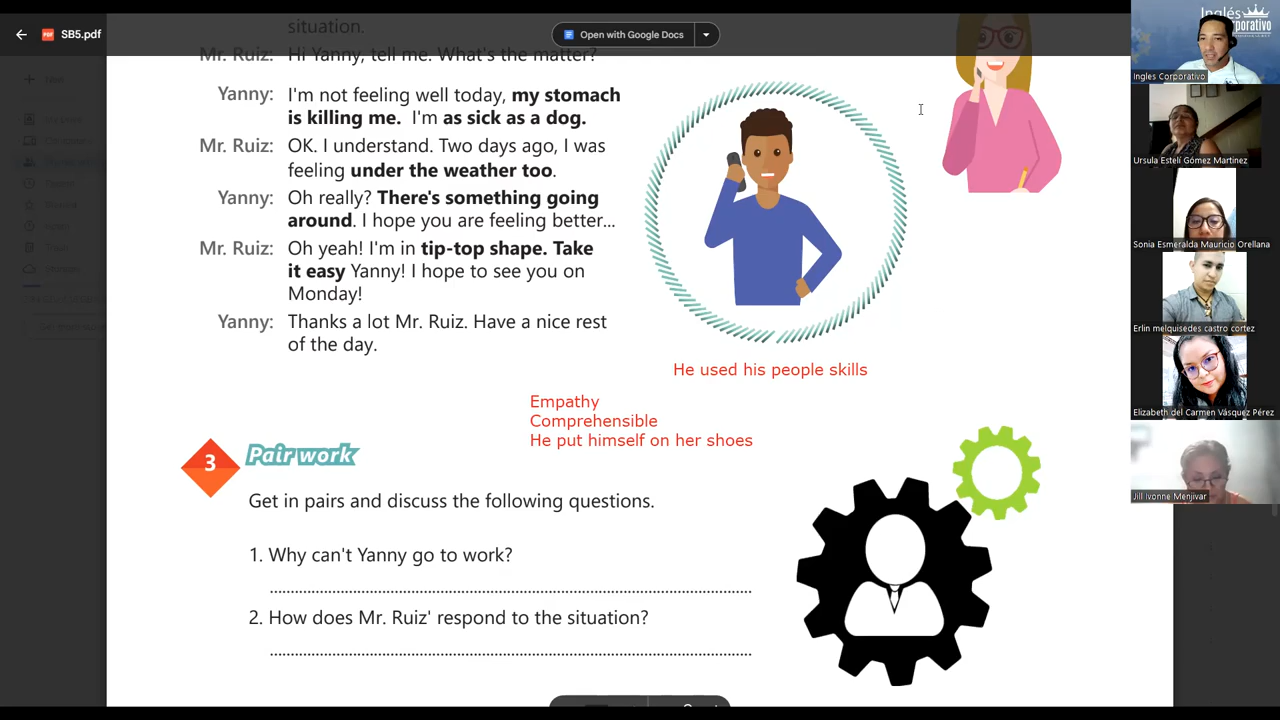 SB5.pdf
Open with Google Docs
situation.
Mr. Ruiz: Hi Yanny, tell me. What's the matter?
Yanny: I'm not feeling well today, my stomach
is killing me. I'm as sick as a dog.
Mr. Ruiz: OK. I understand. Two days ago, I was
feeling under the weather too.
Yanny: Oh really? There's something going
around. I hope you are feeling better...
Mr. Ruiz: Oh yeah! I'm in tip-top shape. Take
it easy Yanny! I hope to see you on
Monday!
Yanny: Thanks a lot Mr. Ruiz. Have a nice rest
of the day.
He used his people skills
Empathy
Comprehensible
He put himself on her shoes
3 Pair work
Get in pairs and discuss the following questions.
1. Why can't Yanny go to work?
2. How does Mr. Ruiz' respond to the situation?
Inglés
Corporativo
Ingles Corporativo
Ursula Estelí Gómez Martinez
Sonia Esmeralda Mauricio Orellana
Erlin melquisedes castro cortez
Elizabeth del Carmen Vásquez Pérez
Jill Ivonne Menjivar